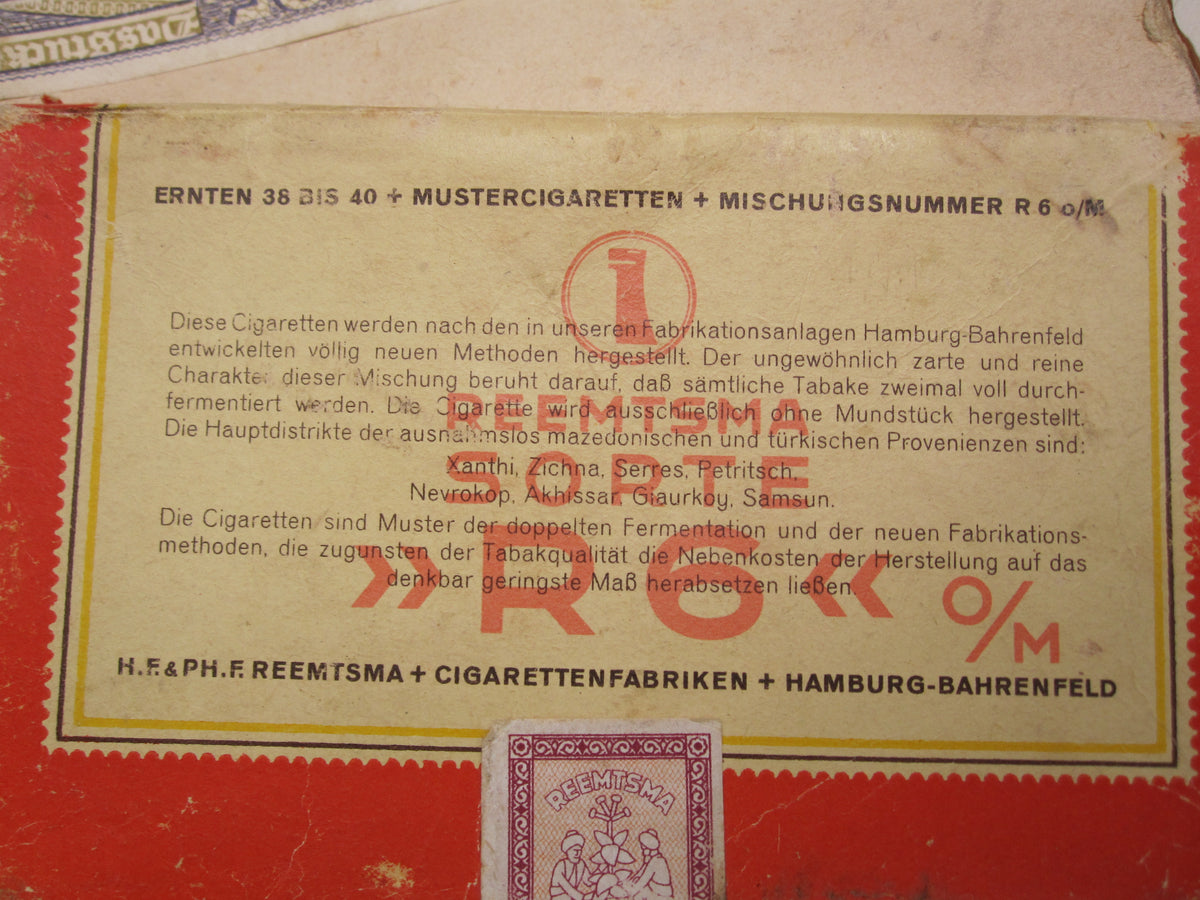 DasStück
ERNTEN 38 BIS 40 + MUSTERCIGARETTEN + MISCHUNGSNUMMER R 6 o/M
Diese Cigaretten werden nach den in unseren Fabrikationsanlagen Hamburg-Bahrenfeld
entwickelten völlig neuen Methoden hergestellt. Der ungewöhnlich zarte und reine
Charakter dieser Mischung beruht darauf, daß sämtliche Tabake zweimal voll durch-
fermentiert werden. Die Cigarette wird ausschließlich ohne Mundstück hergestellt.
Die Hauptdistrikte der ausnahmslos mazedonischen und türkischen Provenienzen sind:
Xanthi, Zichna, Serres, Petritsch,
Nevrokop, Akhissar, Giaurkoy, Samsun.
Die Cigaretten sind Muster der doppelten Fermentation und der neuen Fabrikations-
methoden, die zugunsten der Tabakqualität die Nebenkosten der Herstellung auf das
denkbar geringste Maß herabsetzen ließen.
REEMTSMA
SORTE
»R6« O/M
H.F.&PH.F. REEMTSMA + CIGARETTENFABRIKEN + HAMBURG-BAHRENFELD
REEMTSMA